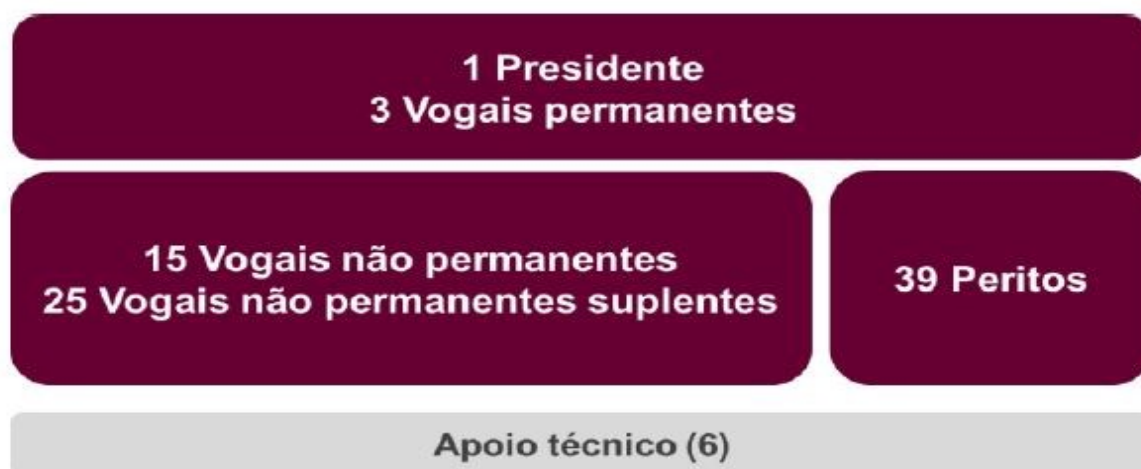 1 Presidente
3 Vogais permanentes
15 Vogais não permanentes
25 Vogais não permanentes suplentes
39 Peritos
Apoio técnico (6)